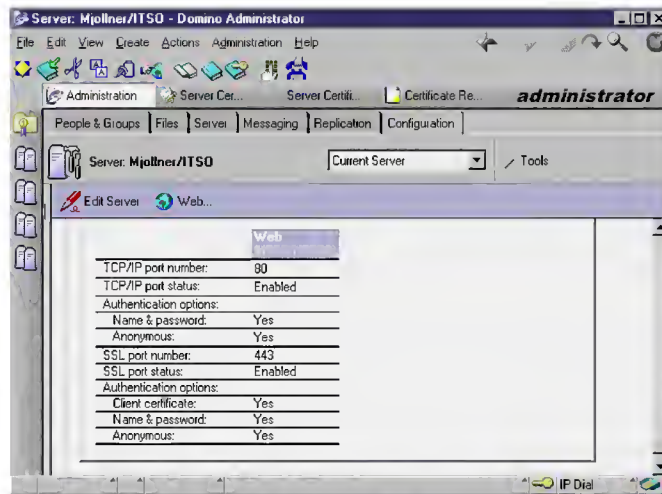 Server: Mjollner/ITSO - Domino Administrator
File Edit View Create Actions Administration Help
Administration Server Cer... Server Certifi... Certificate Re... administrator
People & Groups Files Server Messaging Replication Configuration
Server: Mjollner/ITSO Current Server Tools
Edit Server Web...
Web
TCP/IP port number: 80
TCP/IP port status: Enabled
Authentication options:
Name & password: Yes
Anonymous: Yes
SSL port number: 443
SSL port status: Enabled
Authentication options:
Client certificate: Yes
Name & password: Yes
Anonymous: Yes
IP Dial